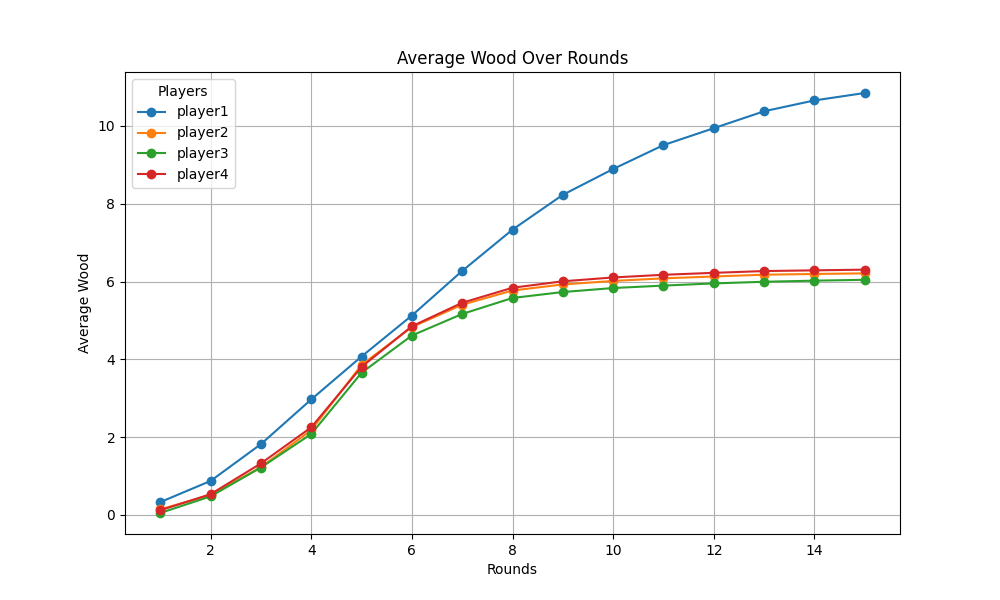 Average Wood Over Rounds
Players
player1
player2
player3
player4
Average Wood
10
8
6
4
2
0
2 4 6 8 10 12 14
Rounds